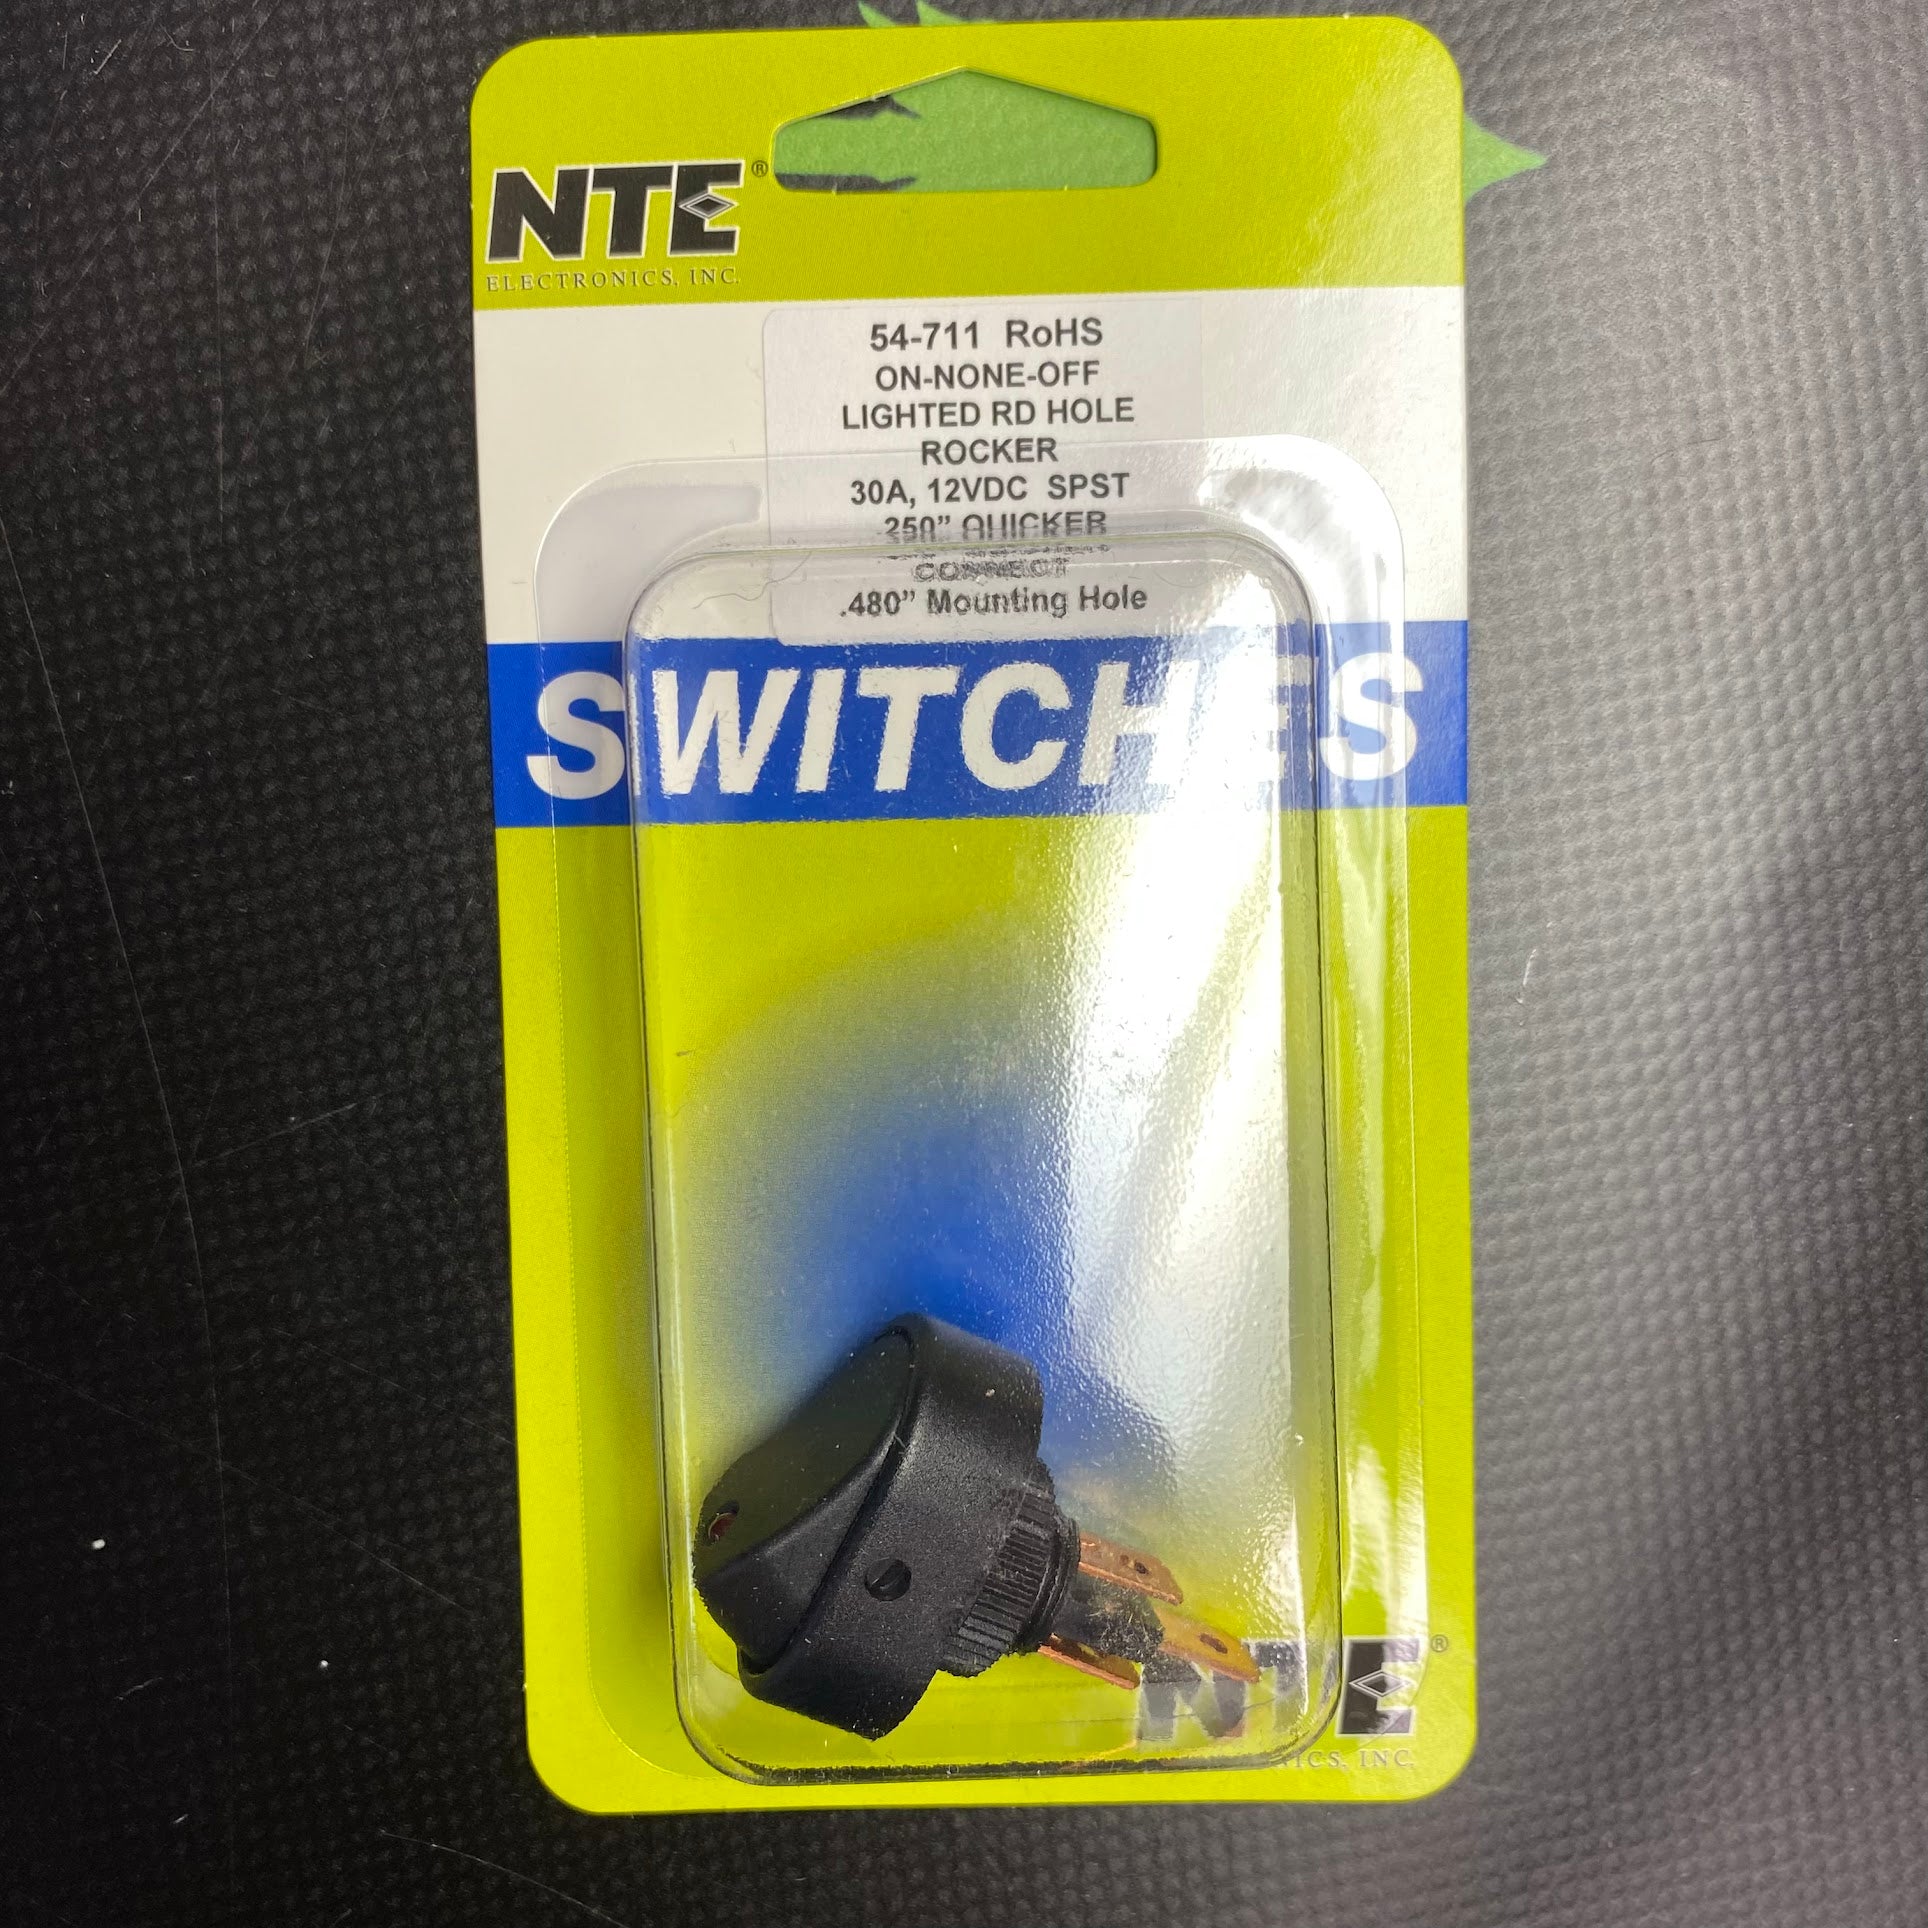 NTE®
ELECTRONICS, INC.
54-711 RoHS
ON-NONE-OFF
LIGHTED RD HOLE
ROCKER
30A, 12VDC SPST
.250” QUICKER
CONNECT
.480” Mounting Hole
SWITCHES
NTE®
INC.